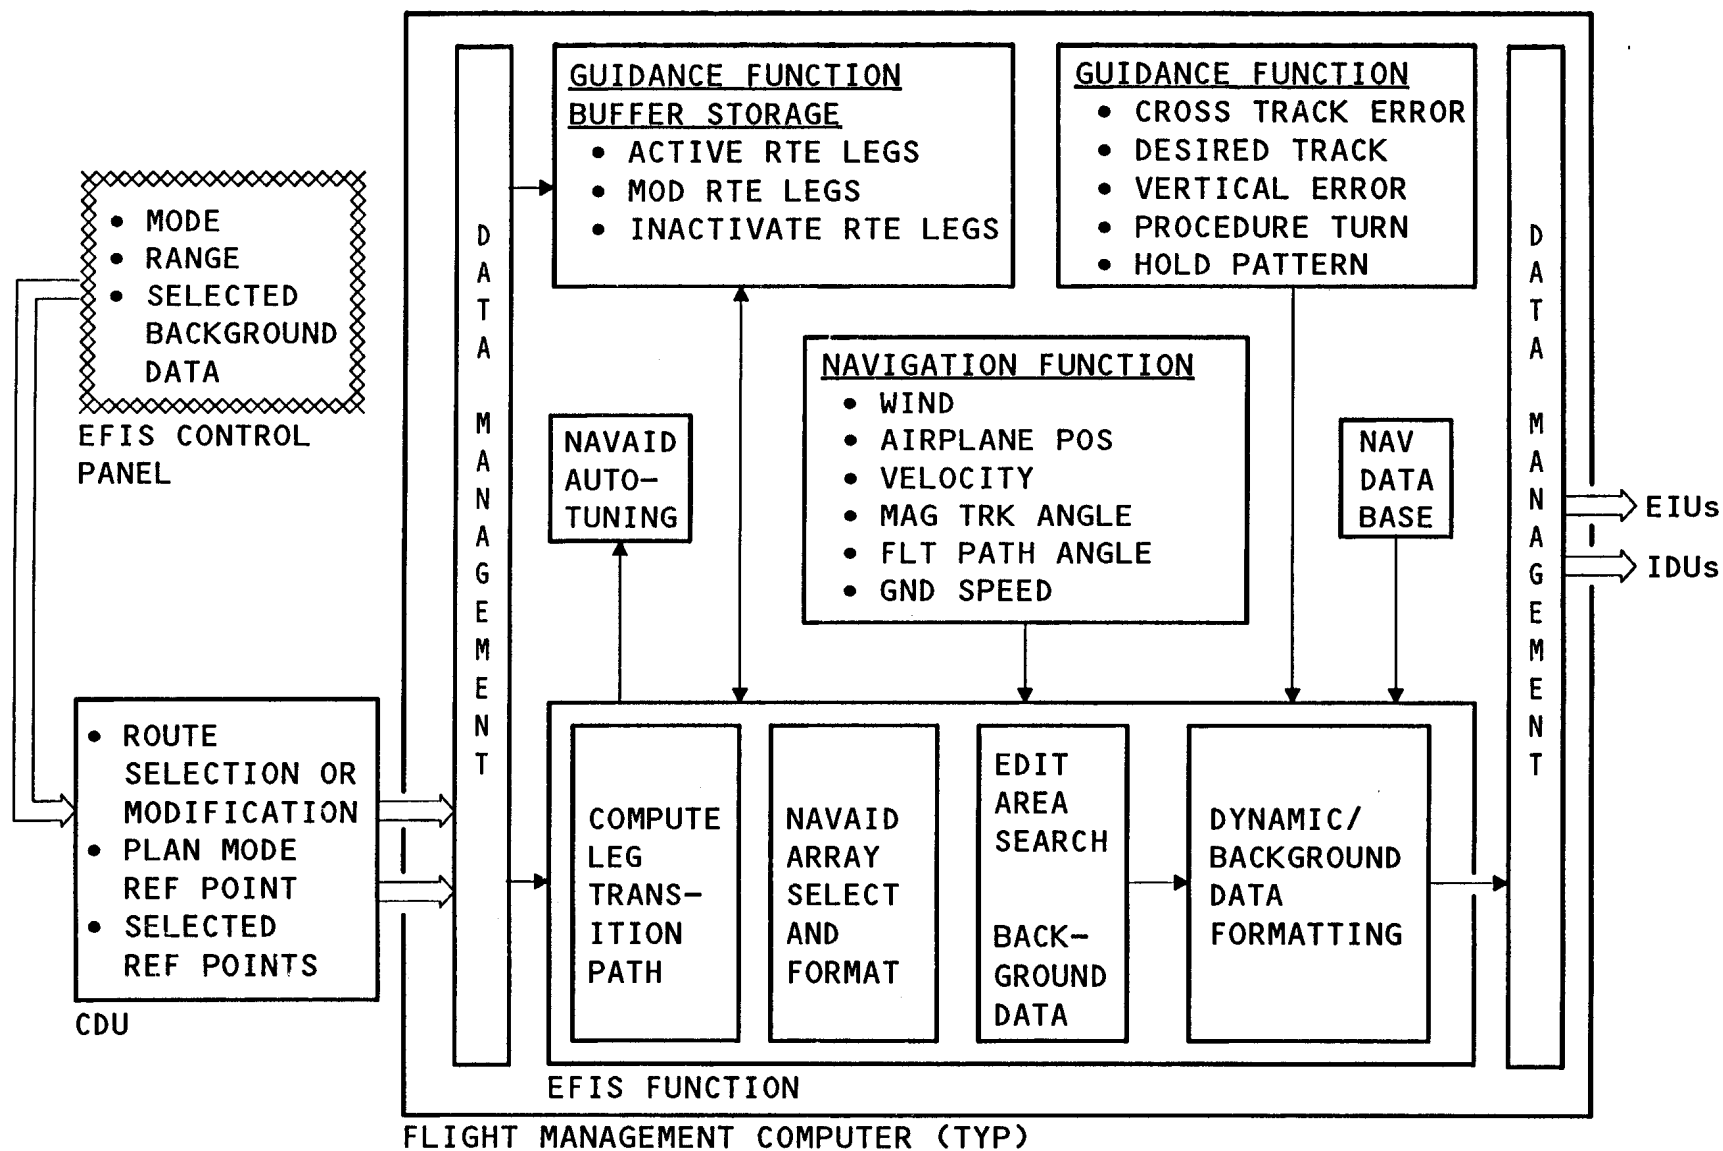 GUIDANCE FUNCTION
BUFFER STORAGE
• ACTIVE RTE LEGS
• MOD RTE LEGS
• INACTIVATE RTE LEGS
GUIDANCE FUNCTION
• CROSS TRACK ERROR
• DESIRED TRACK
• VERTICAL ERROR
• PROCEDURE TURN
• HOLD PATTERN
• MODE
• RANGE
• SELECTED
BACKGROUND
DATA
EFIS CONTROL
PANEL
DATA MANAGEMENT
NAVIGATION FUNCTION
• WIND
• AIRPLANE POS
• VELOCITY
• MAG TRK ANGLE
• FLT PATH ANGLE
• GND SPEED
NAVAID
AUTO-
TUNING
NAV
DATA
BASE
DATA MANAGEMENT
EIUs
IDUs
• ROUTE
SELECTION OR
MODIFICATION
• PLAN MODE
REF POINT
• SELECTED
REF POINTS
CDU
COMPUTE
LEG
TRANS-
ITION
PATH
NAVAID
ARRAY
SELECT
AND
FORMAT
EDIT
AREA
SEARCH
BACK-
GROUND
DATA
DYNAMIC/
BACKGROUND
DATA
FORMATTING
EFIS FUNCTION
FLIGHT MANAGEMENT COMPUTER (TYP)